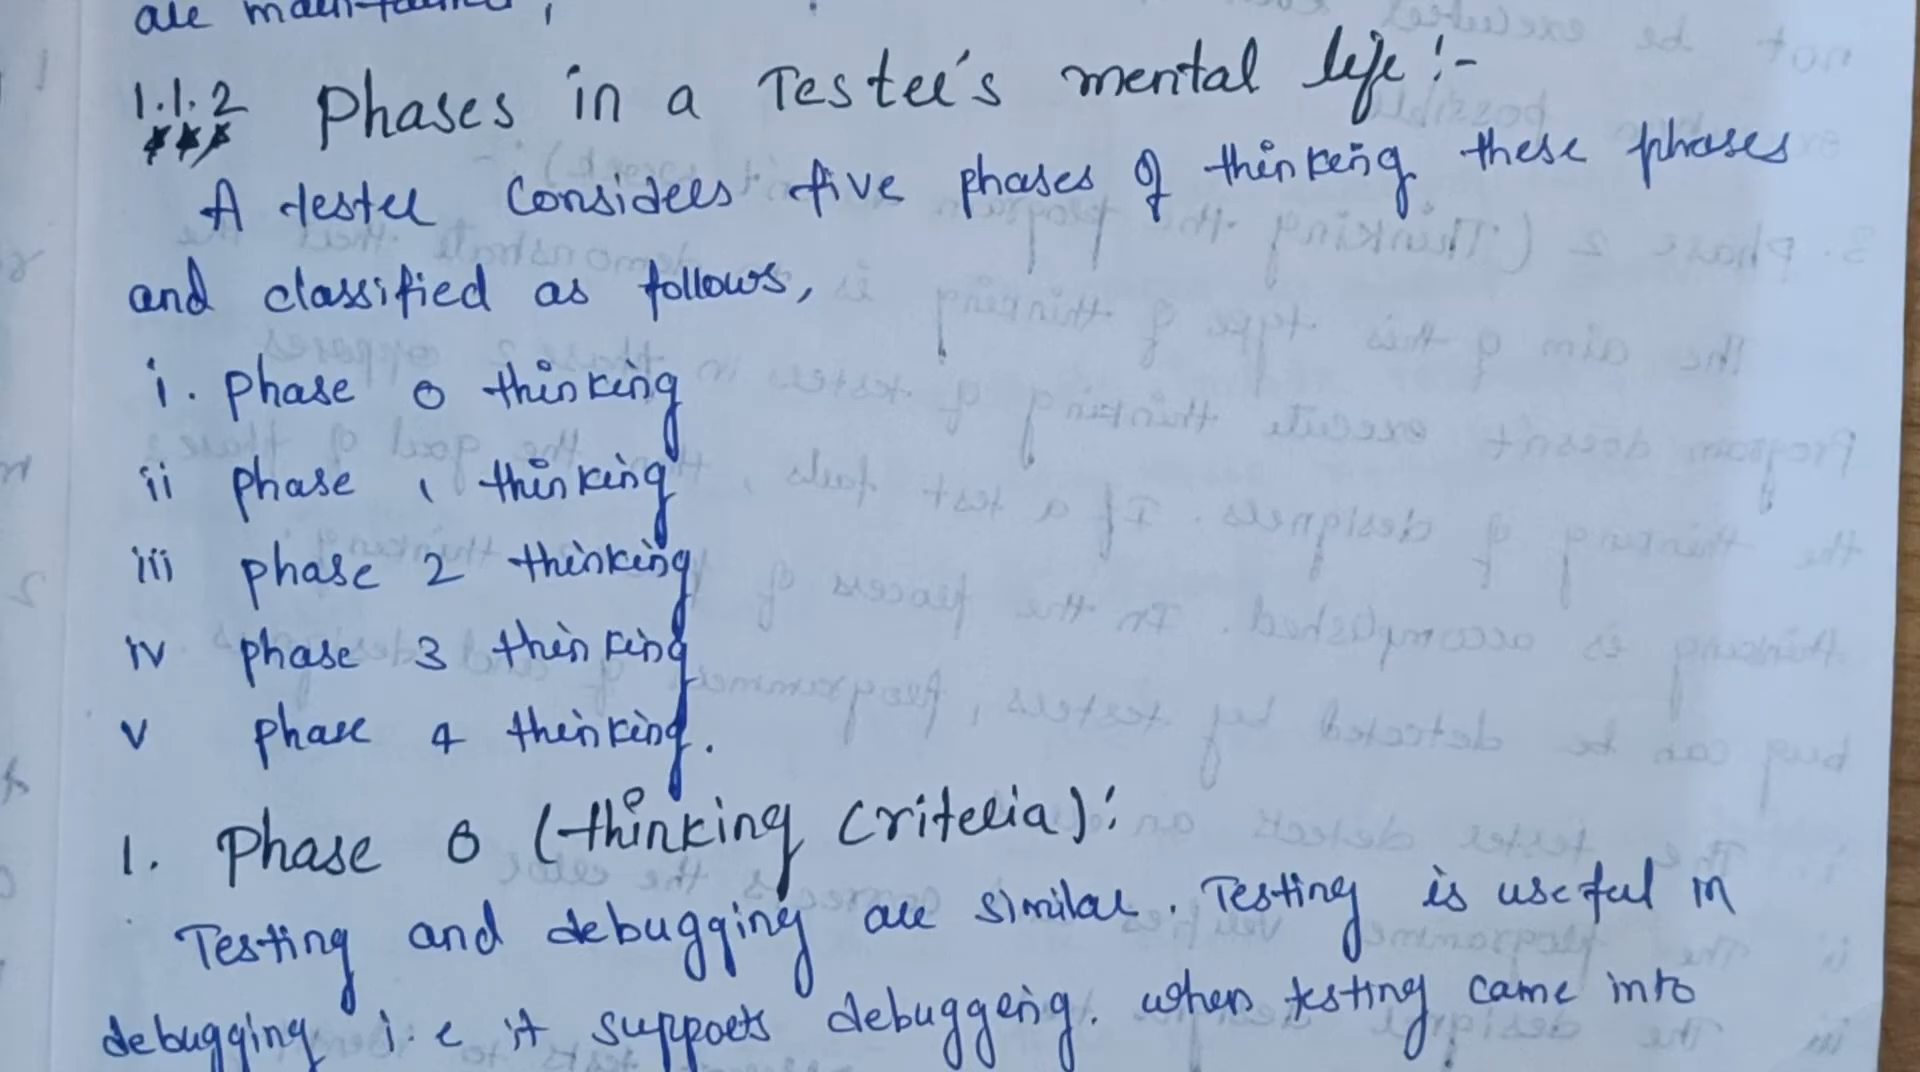 are maintained,
1.1.2 Phases in a Tester's mental life :-
A tester Considers five phases of thinking these phases
and classified as follows,
i. phase 0 thinking
ii phase 1 thinking
iii phase 2 thinking
iv phase 3 thinking
v phase 4 thinking.
1. Phase 0 (thinking Criteria):
Testing and debugging are similar. Testing is useful in
debugging i.e it supports debugging. when testing came into